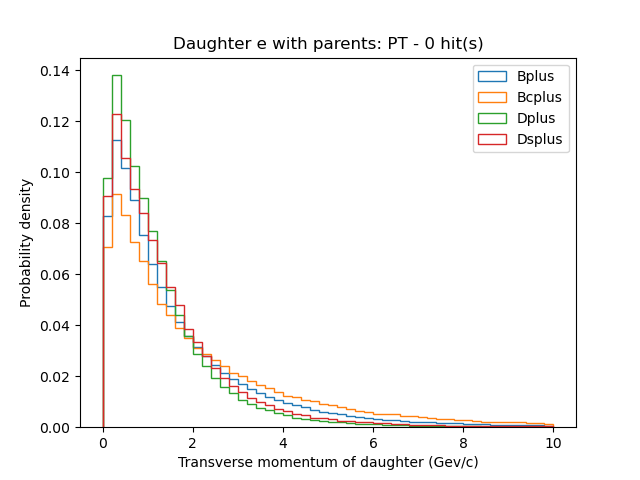 Daughter e with parents: PT - 0 hit(s)
Bplus
Bcplus
Dplus
Dsplus
Probability density
0.14
0.12
0.10
0.08
0.06
0.04
0.02
0.00
0 2 4 6 8 10
Transverse momentum of daughter (Gev/c)